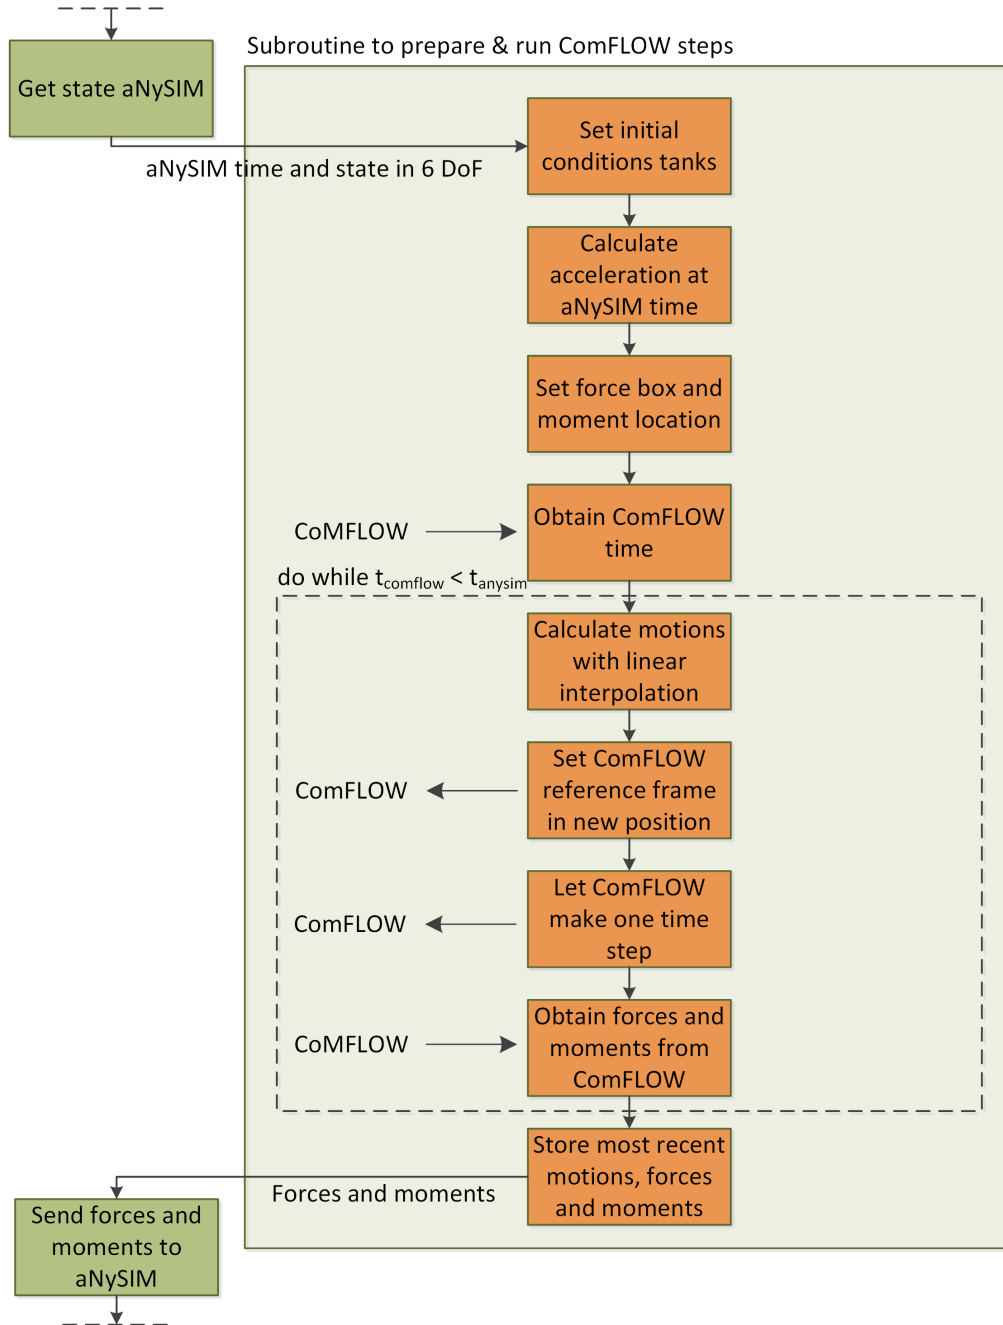 Subroutine to prepare & run ComFLOW steps
Get state aNySIM
aNySIM time and state in 6 DoF
Set initial
conditions tanks
Calculate
acceleration at
aNySIM time
Set force box and
moment location
CoMFLOW
Obtain ComFLOW
time
do while tcomflow < tanysim
Calculate motions
with linear
interpolation
ComFLOW
Set ComFLOW
reference frame
in new position
ComFLOW
Let ComFLOW
make one time
step
CoMFLOW
Obtain forces and
moments from
ComFLOW
Store most recent
motions, forces
and moments
Forces and moments
Send forces and
moments to
aNySIM